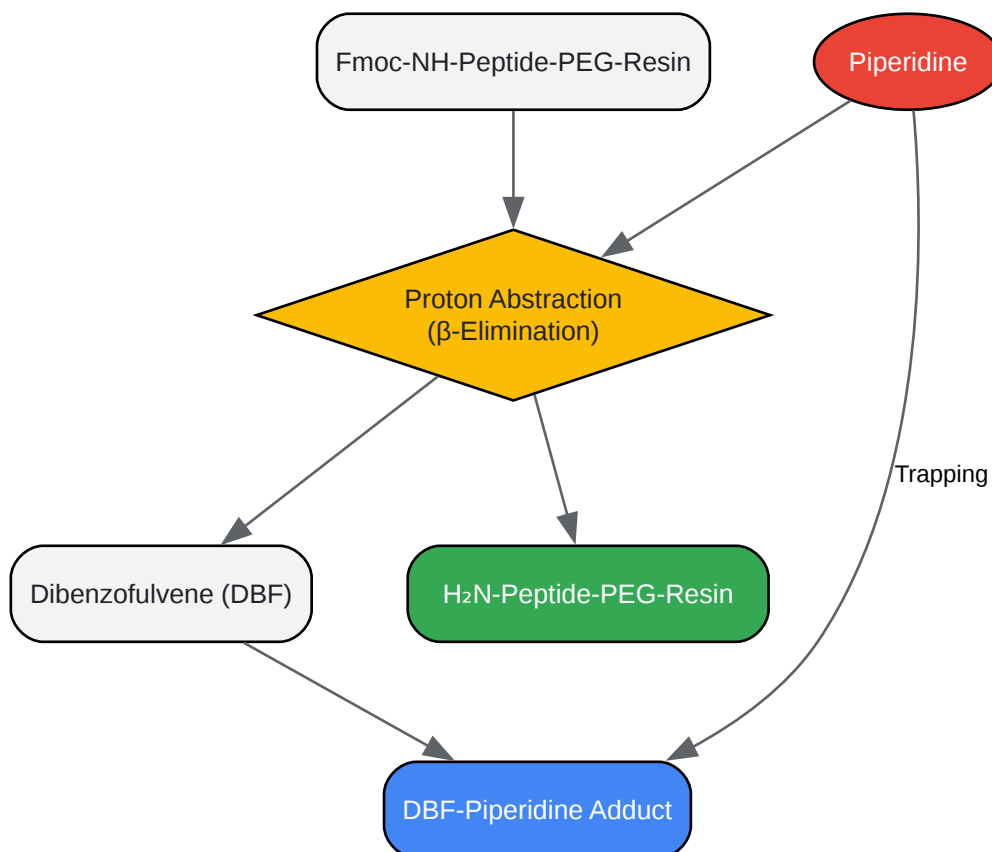 Fmoc-NH-Peptide-PEG-Resin
Piperidine
Proton Abstraction
(β-Elimination)
Trapping
Dibenzofulvene (DBF)
H₂N-Peptide-PEG-Resin
DBF-Piperidine Adduct